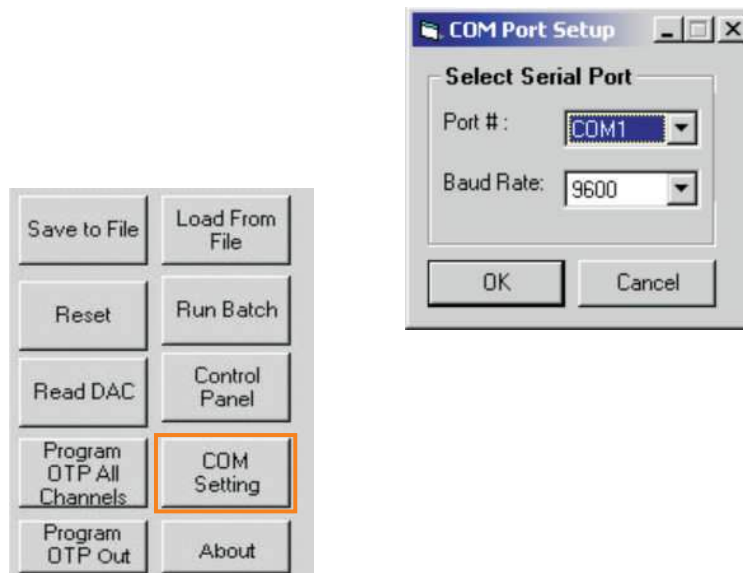 COM Port Setup
Select Serial Port
Port # :
COM1
Baud Rate:
9600
OK
Cancel
Save to File
Load From
File
Reset
Run Batch
Read DAC
Control
Panel
Program
OTP All
Channels
COM
Setting
Program
OTP Out
About